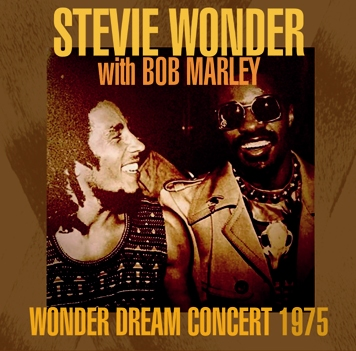 STEVIE WONDER
with BOB MARLEY
WONDER DREAM CONCERT 1975